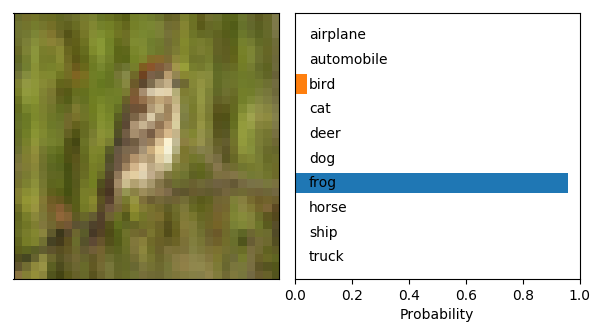 airplane
automobile
bird
cat
deer
dog
frog
horse
ship
truck
0.0 0.2 0.4 0.6 0.8 1.0
Probability